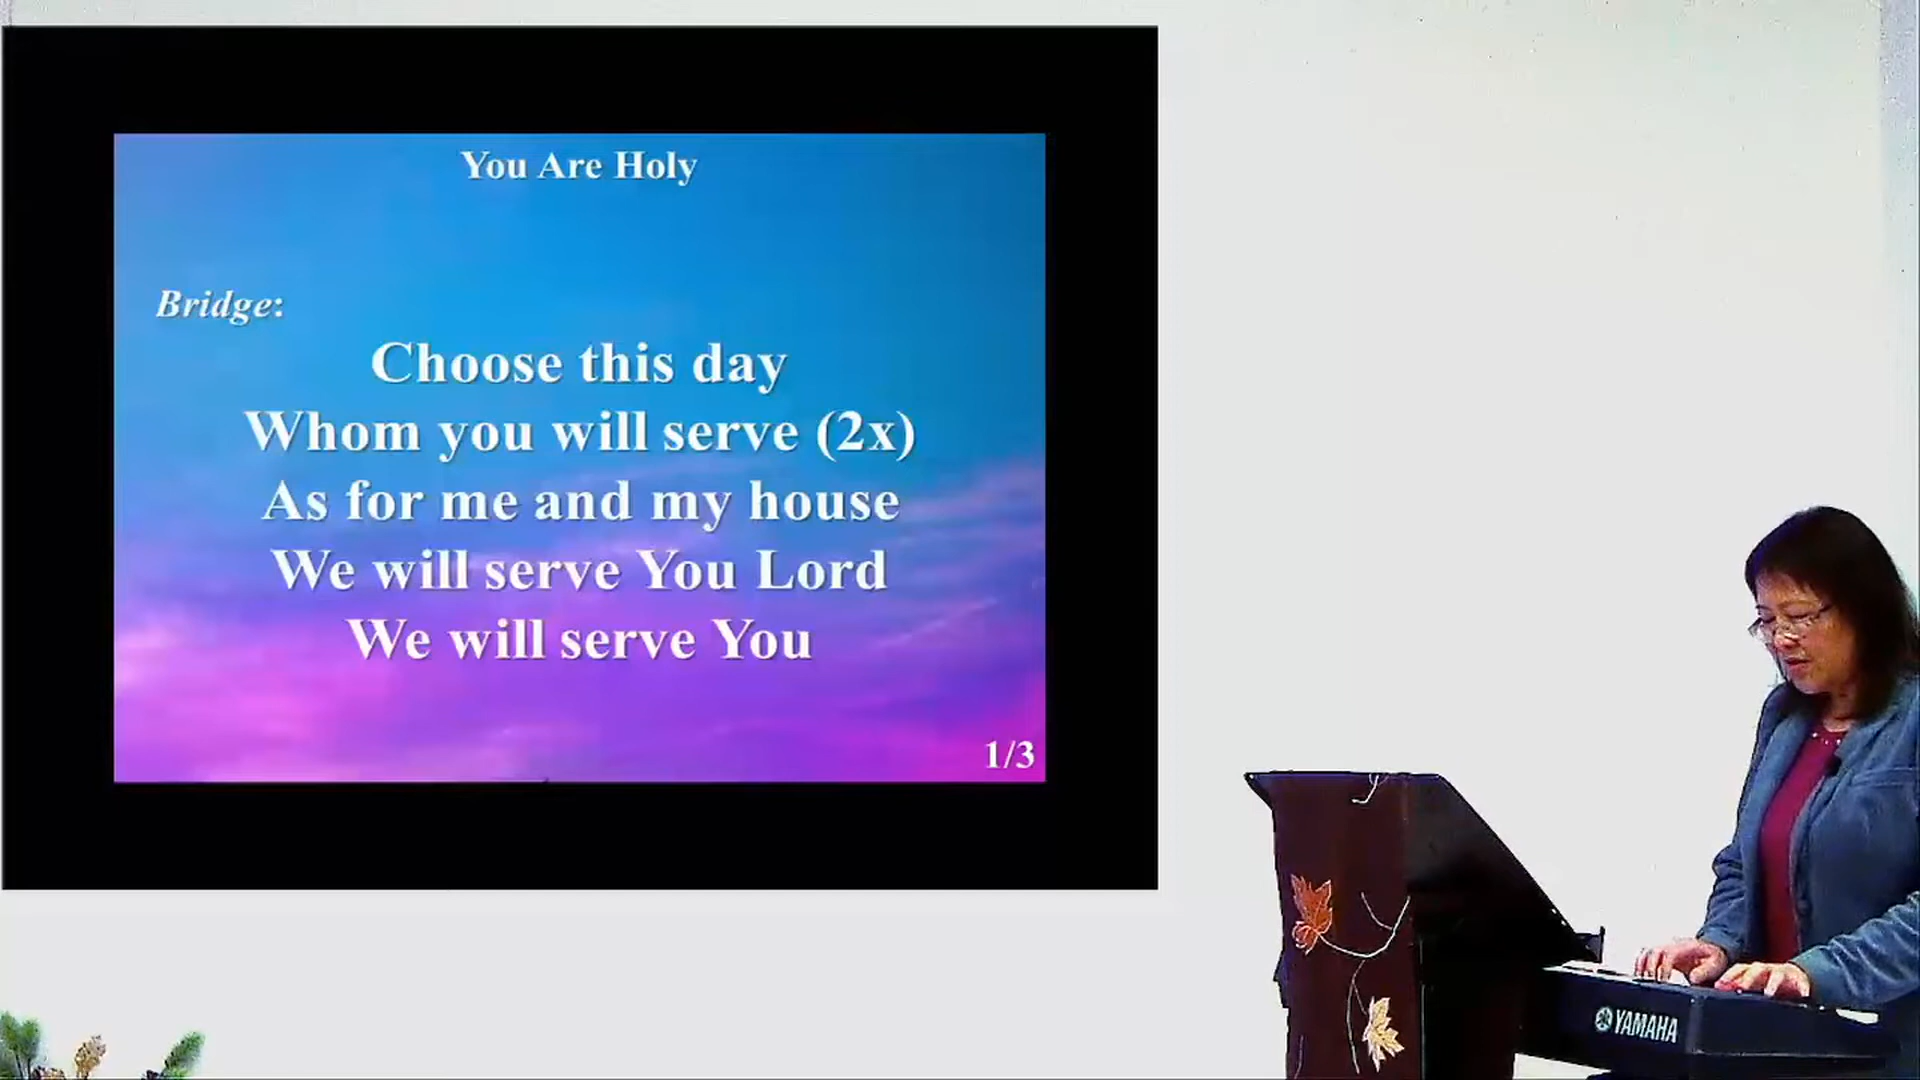 You Are Holy
Bridge:
Choose this day
Whom you will serve (2x)
As for me and my house
We will serve You Lord
We will serve You
1/3
YAMAHA